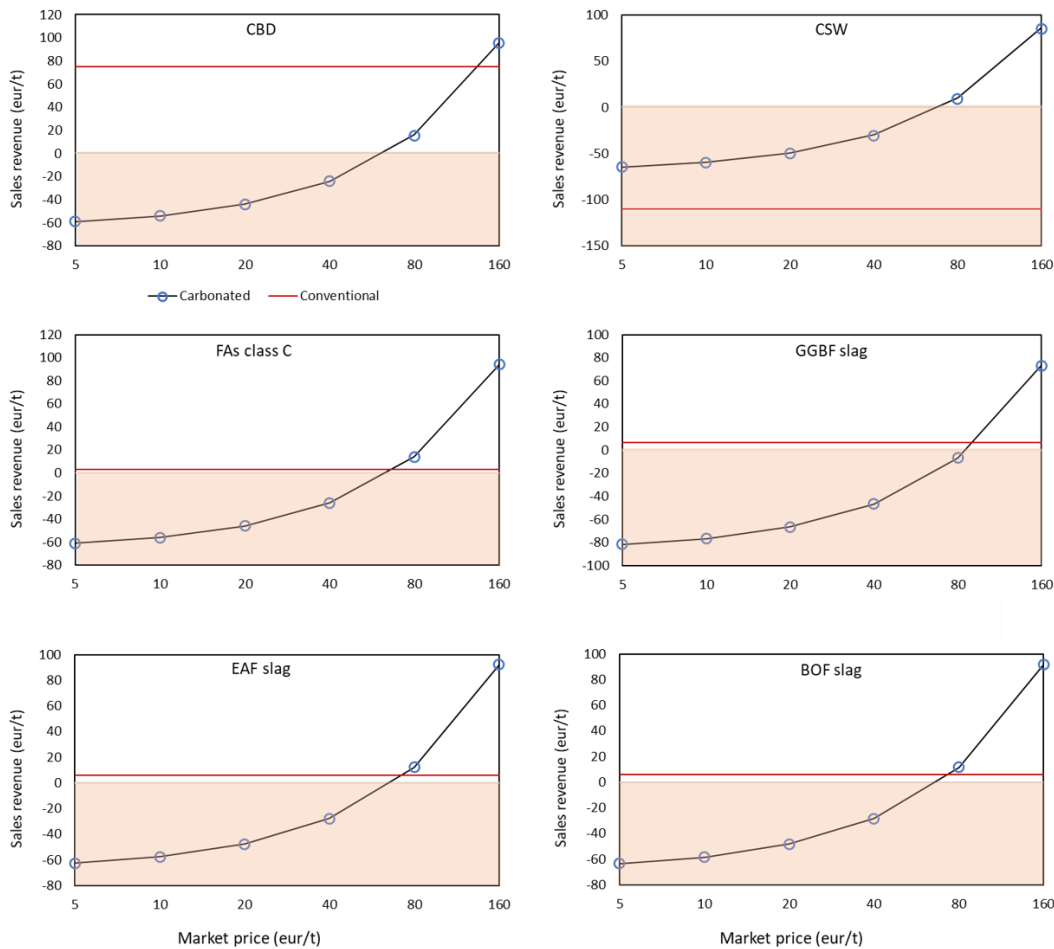 CBD
Sales revenue (eur/t)
120
100
80
60
40
20
0
-20
-40
-60
-80
5 10 20 40 80 160
Carbonated Conventional
CSW
Sales revenue (eur/t)
100
50
0
-50
-100
-150
5 10 20 40 80 160
FAs class C
Sales revenue (eur/t)
120
100
80
60
40
20
0
-20
-40
-60
-80
5 10 20 40 80 160
GGBF slag
Sales revenue (eur/t)
100
80
60
40
20
0
-20
-40
-60
-80
-100
5 10 20 40 80 160
EAF slag
Sales revenue (eur/t)
100
80
60
40
20
0
-20
-40
-60
-80
5 10 20 40 80 160
Market price (eur/t)
BOF slag
Sales revenue (eur/t)
100
80
60
40
20
0
-20
-40
-60
-80
5 10 20 40 80 160
Market price (eur/t)